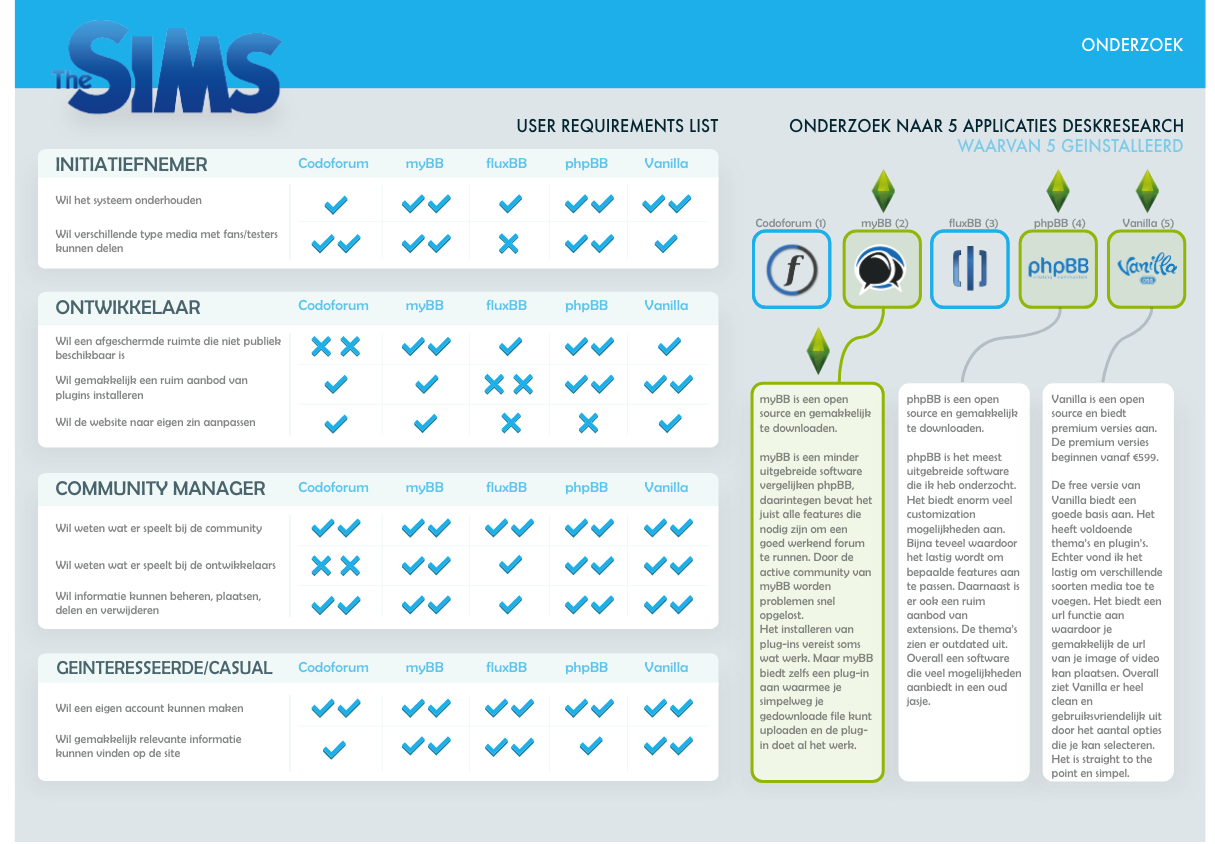 The SIMS
ONDERZOEK
USER REQUIREMENTS LIST
INITIATIEFNEMER Codoforum myBB fluxBB phpBB Vanilla
Wil het systeem onderhouden
Wil verschillende type media met fans/testers
kunnen delen
ONTWIKKELAAR Codoforum myBB fluxBB phpBB Vanilla
Wil een afgeschermde ruimte die niet publiek
beschikbaar is
Wil gemakkelijk een ruim aanbod van
plugins installeren
Wil de website naar eigen zin aanpassen
COMMUNITY MANAGER Codoforum myBB fluxBB phpBB Vanilla
Wil weten wat er speelt bij de community
Wil weten wat er speelt bij de ontwikkelaars
Wil informatie kunnen beheren, plaatsen,
delen en verwijderen
GEINTERESSEERDE/CASUAL Codoforum myBB fluxBB phpBB Vanilla
Wil een eigen account kunnen maken
Wil gemakkelijk relevante informatie
kunnen vinden op de site
ONDERZOEK NAAR 5 APPLICATIES DESKRESEARCH
WAARVAN 5 GEINSTALLEERD
Codoforum (1) myBB (2) fluxBB (3) phpBB (4) Vanilla (5)
f phpBB Vanilla
myBB is een open
source en gemakkelijk
te downloaden.
myBB is een minder
uitgebreide software
vergelijken phpBB,
daarintegen bevat het
juist alle features die
nodig zijn om een
goed werkend forum
te runnen. Door de
active community van
myBB worden
problemen snel
opgelost.
Het installeren van
plug-ins vereist soms
wat werk. Maar myBB
biedt zelfs een plug-in
aan waarmee je
simpelweg je
gedownloade file kunt
uploaden en de plug-
in doet al het werk.
phpBB is een open
source en gemakkelijk
te downloaden.
phpBB is het meest
uitgebreide software
die ik heb onderzocht.
Het biedt enorm veel
customization
mogelijkheden aan.
Bijna teveel waardoor
het lastig wordt om
bepaalde features aan
te passen. Daarnaast is
er ook een ruim
aanbod van
extensions. De thema's
zien er outdated uit.
Overall een software
die veel mogelijkheden
aanbiedt in een oud
jasje.
Vanilla is een open
source en biedt
premium versies aan.
De premium versies
beginnen vanaf €599.
De free versie van
Vanilla biedt een
goede basis aan. Het
heeft voldoende
thema's en plugin's.
Echter vond ik het
lastig om verschillende
soorten media toe te
voegen. Het biedt een
url functie aan
waardoor je
gemakkelijk de url
van je image of video
kan plaatsen. Overall
ziet Vanilla er heel
clean en
gebruiksvriendelijk uit
door het aantal opties
die je kan selecteren.
Het is straight to the
point en simpel.